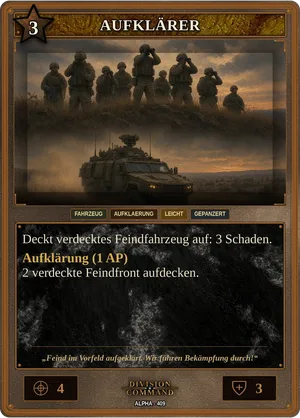 3
AUFKLÄRER
FAHRZEUG AUFKLAERUNG LEICHT GEPANZERT
Deckt verdecktes Feindfahrzeug auf: 3 Schaden.
Aufklärung (1 AP)
2 verdeckte Feindfront aufdecken.
„Feind im Vorfeld aufgeklärt. Wir führen Bekämpfung durch!“
4
DIVISION
COMMAND
ALPHA - 409
3